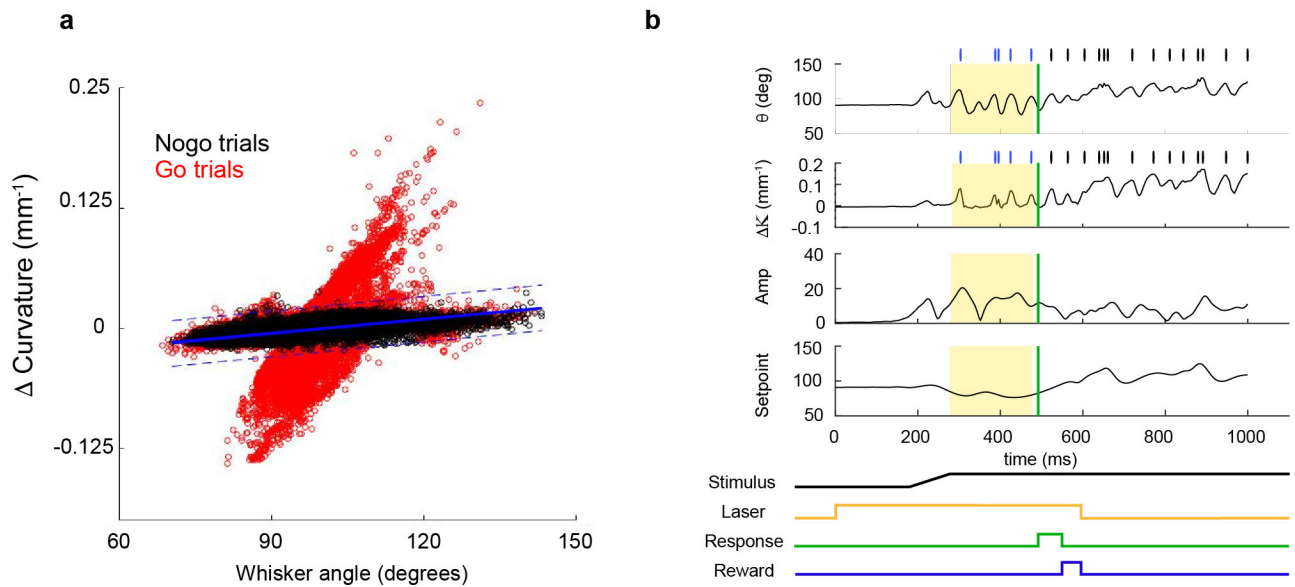 a
0.25
0.125
0
-0.125
Δ Curvature (mm⁻¹)
Nogo trials
Go trials
60
90
120
150
Whisker angle (degrees)
b
150
100
50
θ (deg)
0.2
0.1
0
-0.1
ΔK (mm⁻¹)
40
20
0
Amp
150
100
50
Setpoint
0
200
400
600
800
1000
time (ms)
Stimulus
Laser
Response
Reward